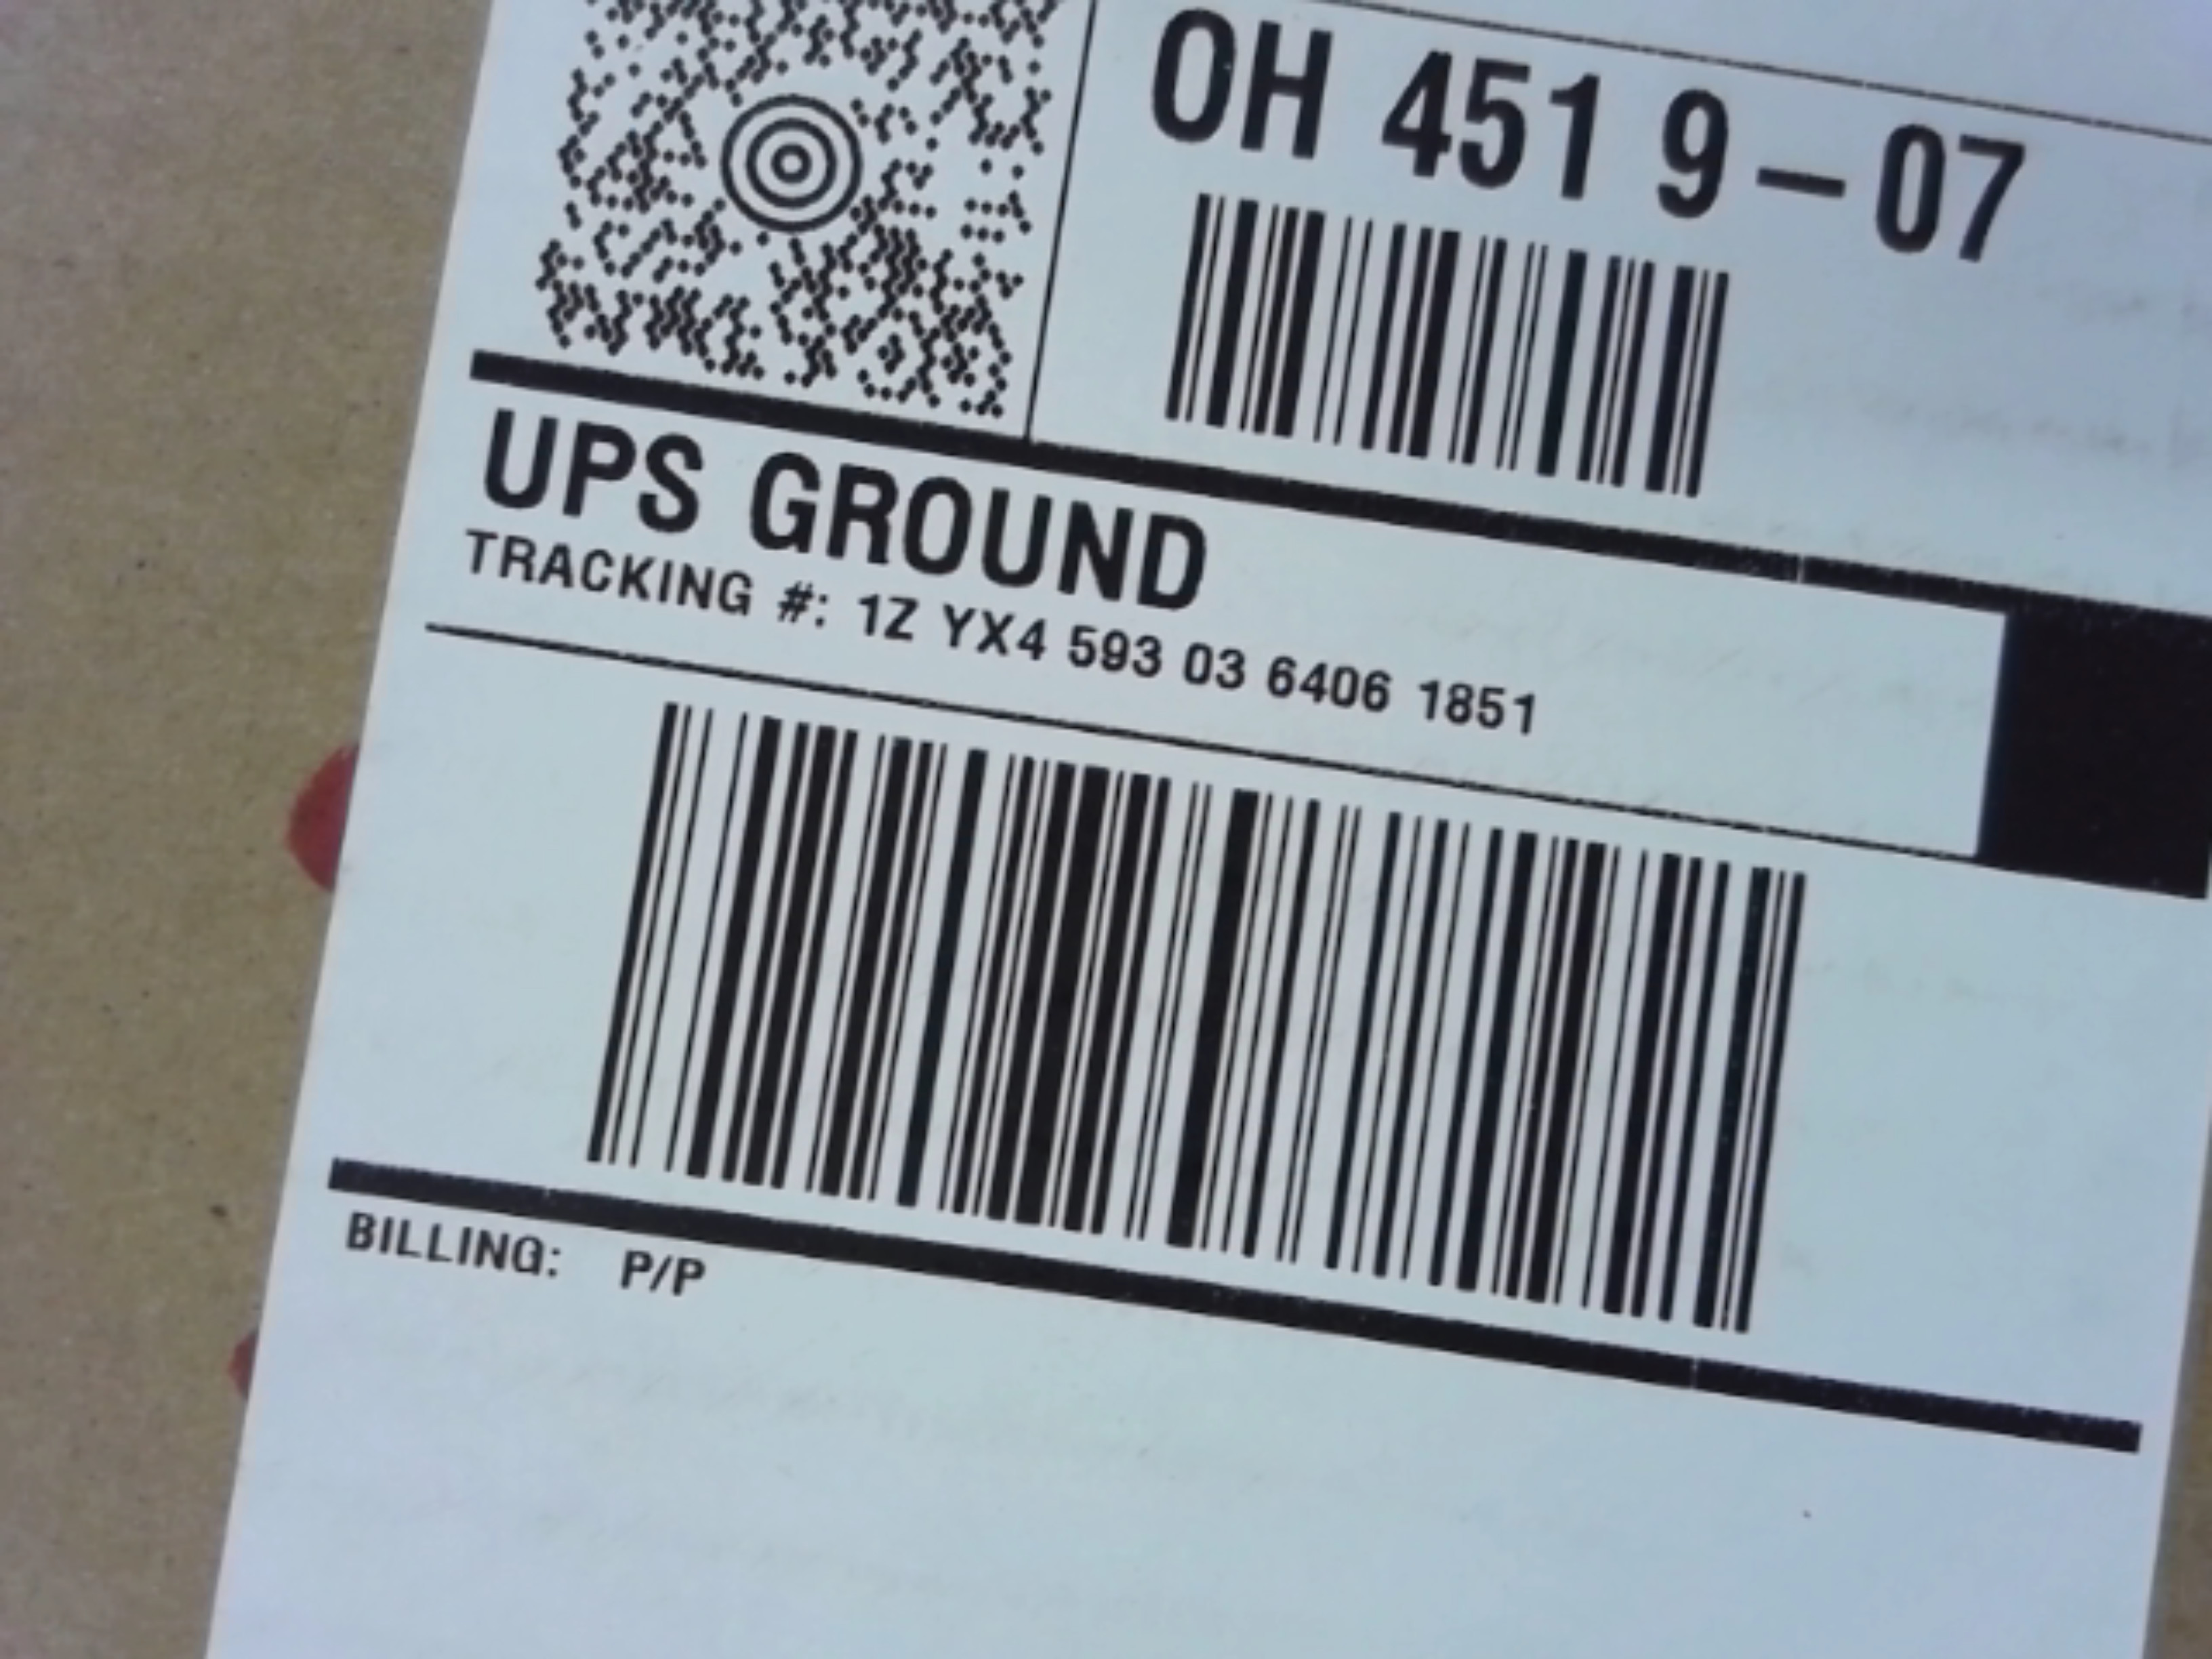 OH 451 9-07
UPS GROUND
TRACKING #: 1Z YX4 593 03 6406 1851
BILLING: P/P